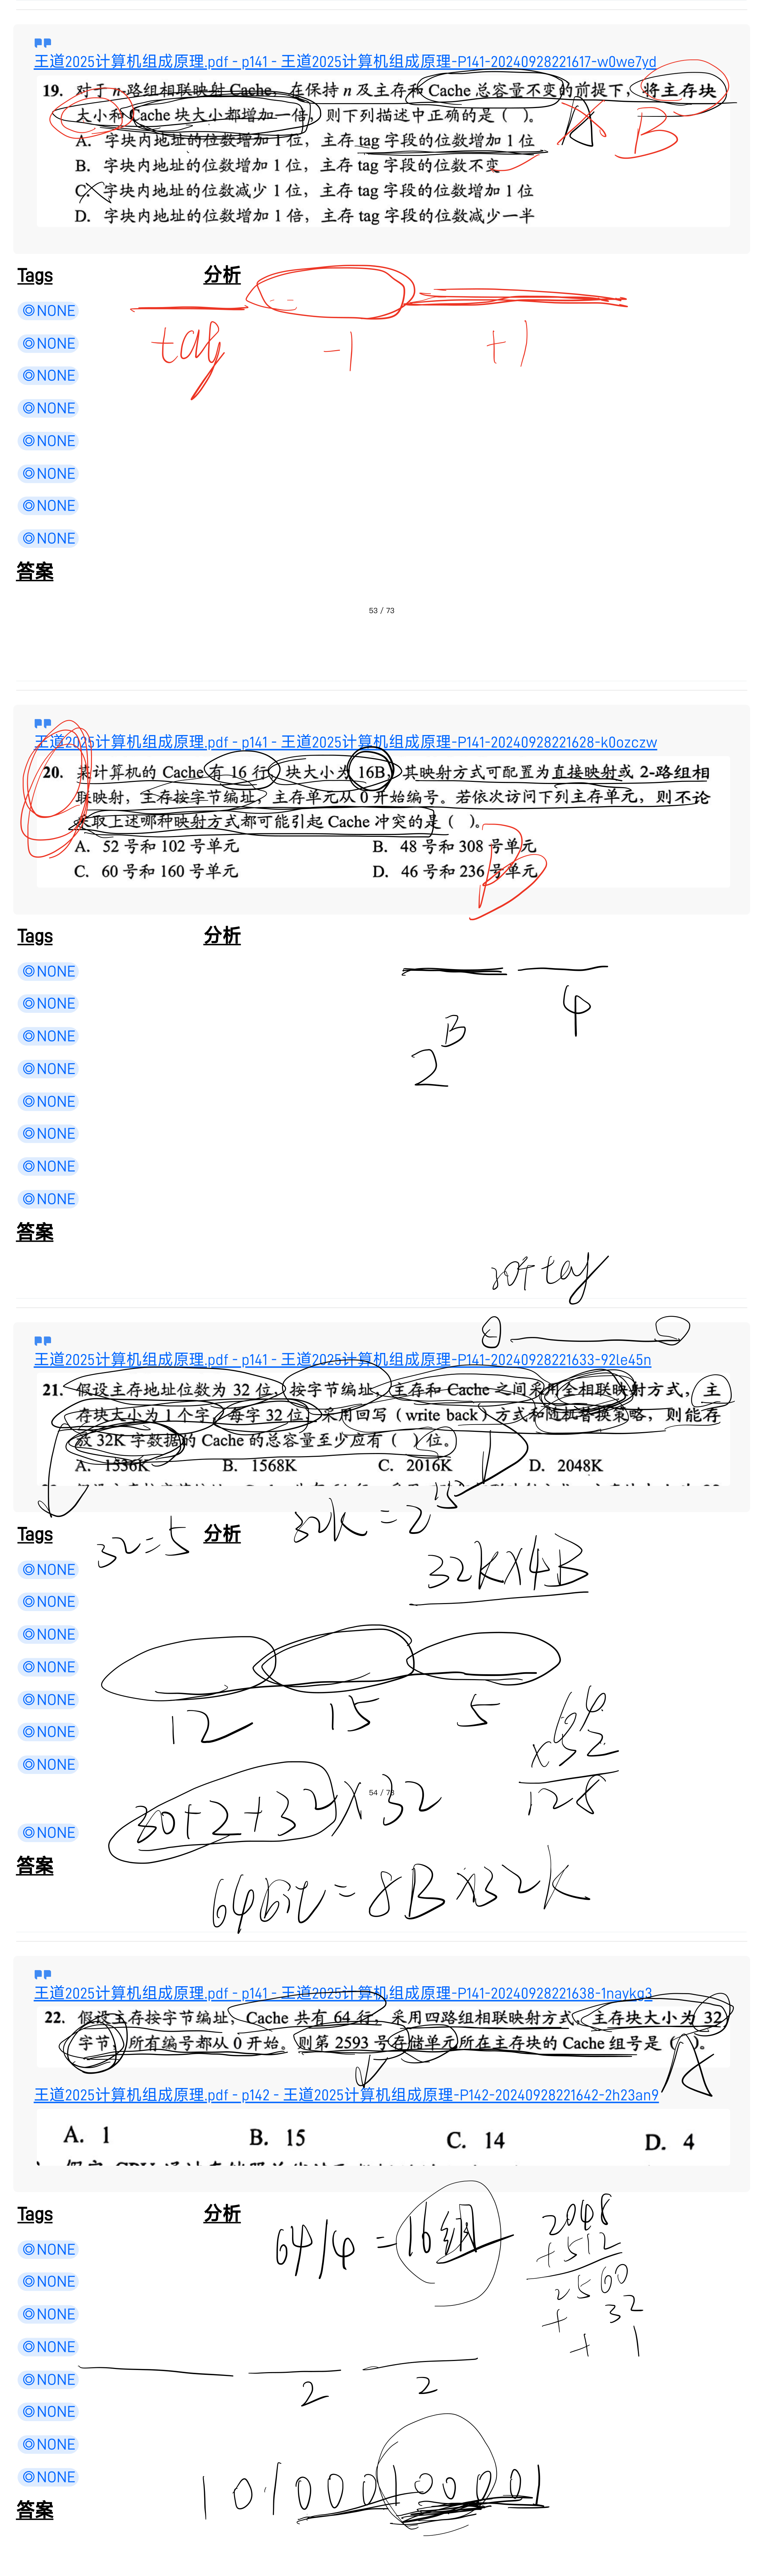 王道2025计算机组成原理.pdf - p141 - 王道2025计算机组成原理-P141-20240928221617-w0we7yd
19. 对于 n-路组相联映射 Cache，在保持 n 及主存和 Cache 总容量不变的前提下，将主存块
大小和 Cache 块大小都增加一倍，则下列描述中正确的是（ ）。
A. 字块内地址的位数增加 1 位，主存 tag 字段的位数增加 1 位
B. 字块内地址的位数增加 1 位，主存 tag 字段的位数不变
C. 字块内地址的位数减少 1 位，主存 tag 字段的位数增加 1 位
D. 字块内地址的位数增加 1 倍，主存 tag 字段的位数减少一半
A
B
Tags 分析
◎NONE
tag -1 +1
◎NONE
◎NONE
◎NONE
◎NONE
◎NONE
◎NONE
◎NONE
答案
53 / 73
王道2025计算机组成原理.pdf - p141 - 王道2025计算机组成原理-P141-20240928221628-k0ozczw
20. 某计算机的 Cache 有 16 行，块大小为 16B，其映射方式可配置为直接映射或 2-路组相
联映射，主存按字节编址，主存单元从 0 开始编号。若依次访问下列主存单元，则不论
采取上述哪种映射方式都可能引起 Cache 冲突的是（ ）。
A. 52 号和 102 号单元 B. 48 号和 308 号单元
C. 60 号和 160 号单元 D. 46 号和 236 号单元
B
Tags 分析
◎NONE
◎NONE
4
◎NONE
2^B
◎NONE
◎NONE
◎NONE
◎NONE
◎NONE
答案
tag
王道2025计算机组成原理.pdf - p141 - 王道2025计算机组成原理-P141-20240928221633-92le45n
21. 假设主存地址位数为 32 位，按字节编址，主存和 Cache 之间采用全相联映射方式，主
存块大小为 1 个字，每字 32 位，采用回写（write back）方式和随机替换策略，则能存
放 32K 字数据的 Cache 的总容量至少应有（ ）位。
A. 1536K B. 1568K C. 2016K D. 2048K
Tags 分析
32=5
32K=2^15
32K×4B
◎NONE
◎NONE
◎NONE
◎NONE
◎NONE
12 15 5
◎NONE
◎NONE
64
×32
128
54 / 73
30+2+32)×32
◎NONE
答案
64bit=8B×32K
王道2025计算机组成原理.pdf - p141 - 王道2025计算机组成原理-P141-20240928221638-1naykg3
22. 假设主存按字节编址，Cache 共有 64 行，采用四路组相联映射方式，主存块大小为 32
字节，所有编号都从 0 开始。则第 2593 号存储单元所在主存块的 Cache 组号是（ ）。
A
王道2025计算机组成原理.pdf - p142 - 王道2025计算机组成原理-P142-20240928221642-2h23an9
A. 1 B. 15 C. 14 D. 4
Tags 分析
64/4=16组
2048
+512
2560
+ 32
+ 1
◎NONE
◎NONE
◎NONE
◎NONE
◎NONE
2 2
◎NONE
◎NONE
◎NONE
101000100001
答案